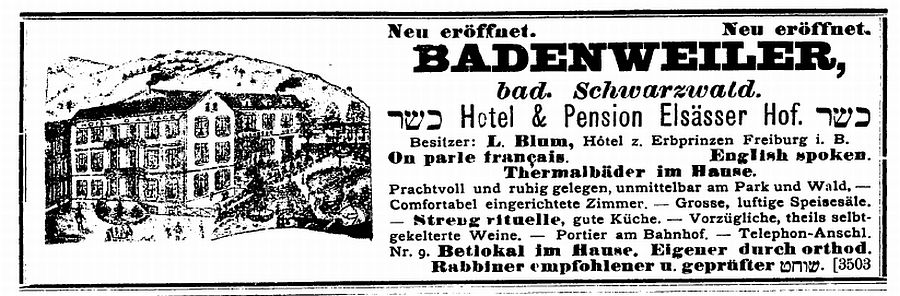 Neu eröffnet. Neu eröffnet.
BADENWEILER,
bad. Schwarzwald.
כשר Hotel & Pension Elsässer Hof. כשר
Besitzer: L. Blum, Hôtel z. Erbprinzen Freiburg i. B.
On parle français. English spoken.
Thermalbäder im Hause.
Prachtvoll und ruhig gelegen, unmittelbar am Park und Wald. —
Comfortabel eingerichtete Zimmer. — Grosse, luftige Speisesäle.
— Streng rituelle, gute Küche. — Vorzügliche, theils selbt-
gekelterte Weine. — Portier am Bahnhof. — Telephon-Anschl.
Nr. 9. Betlokal im Hause. Eigener durch orthod.
Rabbiner empfohlener u. geprüfter שוחט. [3503